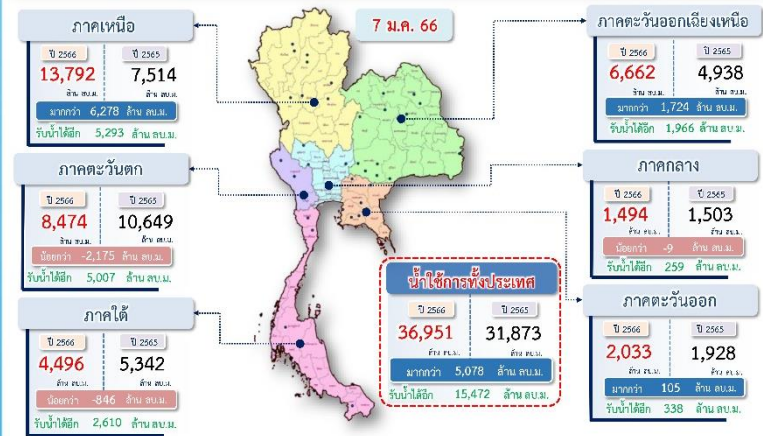 7 ม.ค. 66
ภาคเหนือ
ปี 2566 ปี 2565
13,792 7,514
ล้าน ลบ.ม. ล้าน ลบ.ม.
มากกว่า 6,278 ล้าน ลบ.ม.
รับน้ำได้อีก 5,293 ล้าน ลบ.ม.
ภาคตะวันตก
ปี 2566 ปี 2565
8,474 10,649
ล้าน ลบ.ม. ล้าน ลบ.ม.
น้อยกว่า -2,175 ล้าน ลบ.ม.
รับน้ำได้อีก 5,007 ล้าน ลบ.ม.
ภาคใต้
ปี 2566 ปี 2565
4,496 5,342
ล้าน ลบ.ม. ล้าน ลบ.ม.
น้อยกว่า -846 ล้าน ลบ.ม.
รับน้ำได้อีก 2,610 ล้าน ลบ.ม.
น้ำใช้การทั้งประเทศ
ปี 2566 ปี 2565
36,951 31,873
ล้าน ลบ.ม. ล้าน ลบ.ม.
มากกว่า 5,078 ล้าน ลบ.ม.
รับน้ำได้อีก 15,472 ล้าน ลบ.ม.
ภาคตะวันออกเฉียงเหนือ
ปี 2566 ปี 2565
6,662 4,938
ล้าน ลบ.ม. ล้าน ลบ.ม.
มากกว่า 1,724 ล้าน ลบ.ม.
รับน้ำได้อีก 1,966 ล้าน ลบ.ม.
ภาคกลาง
ปี 2566 ปี 2565
1,494 1,503
ล้าน ลบ.ม. ล้าน ลบ.ม.
น้อยกว่า -9 ล้าน ลบ.ม.
รับน้ำได้อีก 259 ล้าน ลบ.ม.
ภาคตะวันออก
ปี 2566 ปี 2565
2,033 1,928
ล้าน ลบ.ม. ล้าน ลบ.ม.
มากกว่า 105 ล้าน ลบ.ม.
รับน้ำได้อีก 338 ล้าน ลบ.ม.